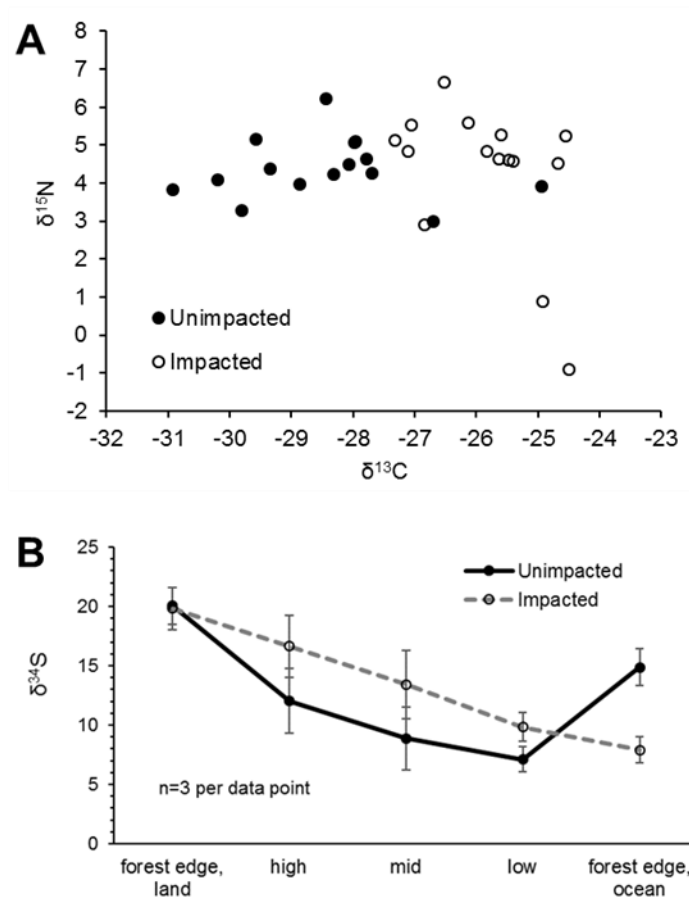 A
8
7
6
5
4
3
2
1
0
-1
-2
δ15N
Unimpacted
Impacted
-32 -31 -30 -29 -28 -27 -26 -25 -24 -23
δ13C
B
25
20
15
10
5
0
δ34S
Unimpacted
Impacted
n=3 per data point
forest edge, land high mid low forest edge, ocean